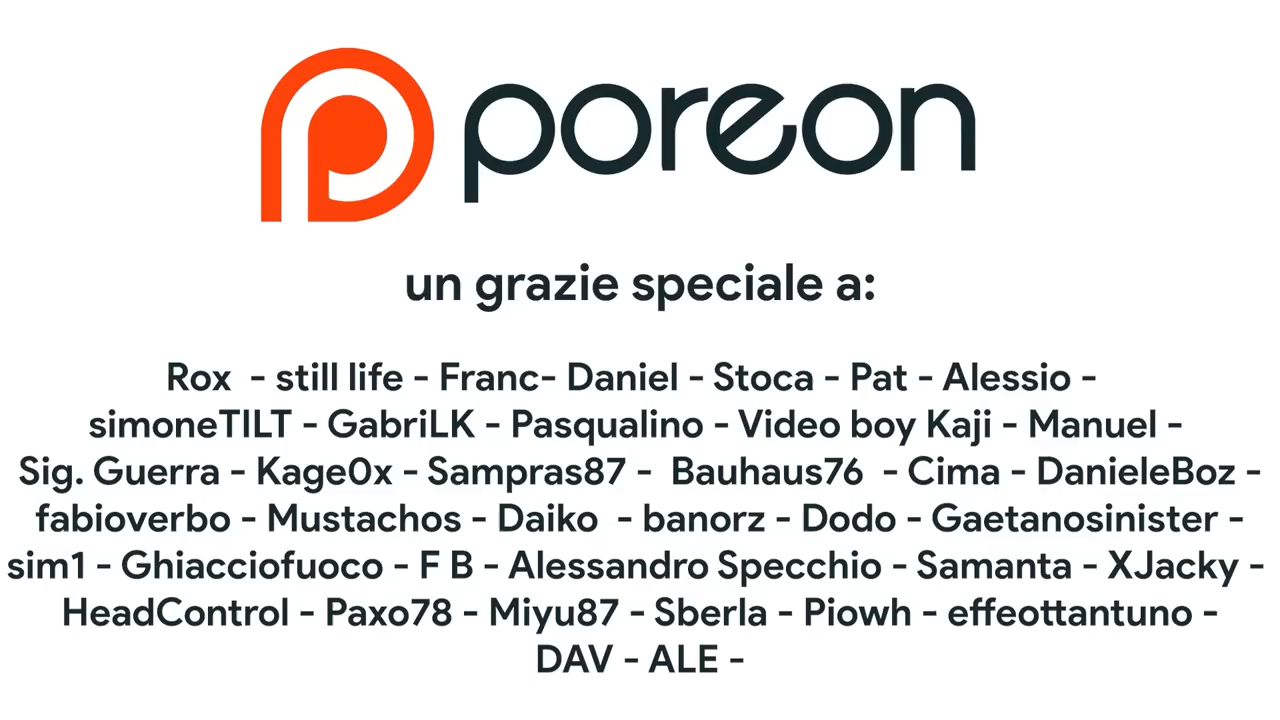 poreon
un grazie speciale a:
Rox - still life - Franc- Daniel - Stoca - Pat - Alessio -
simoneTILT - GabriLK - Pasqualino - Video boy Kaji - Manuel -
Sig. Guerra - Kage0x - Sampras87 - Bauhaus76 - Cima - DanieleBoz -
fabioverbo - Mustachos - Daiko - banorz - Dodo - Gaetanosinister -
sim1 - Ghiacciofuoco - F B - Alessandro Specchio - Samanta - XJacky -
HeadControl - Paxo78 - Miyu87 - Sberla - Piowh - effeottantuno -
DAV - ALE -